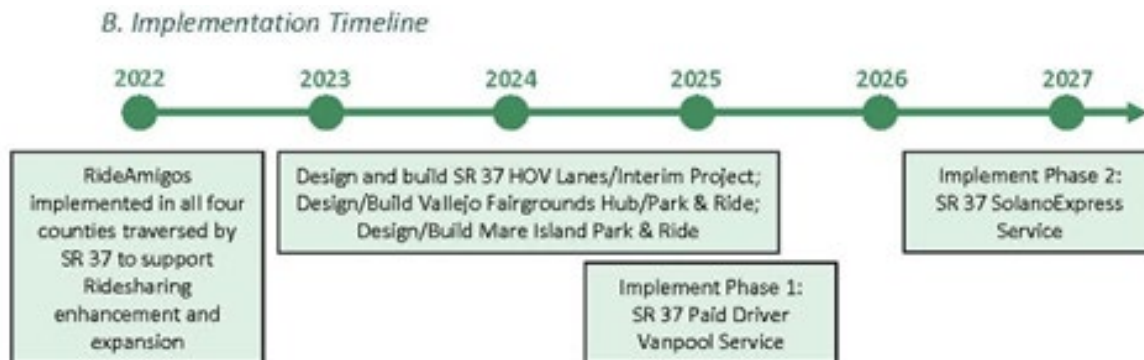 B. Implementation Timeline
2022 2023 2024 2025 2026 2027
RideAmigos
implemented in all four
counties traversed by
SR 37 to support
Ridesharing
enhancement and
expansion
Design and build SR 37 HOV Lanes/Interim Project;
Design/Build Vallejo Fairgrounds Hub/Park & Ride;
Design/Build Mare Island Park & Ride
Implement Phase 1:
SR 37 Paid Driver
Vanpool Service
Implement Phase 2:
SR 37 SolanoExpress
Service